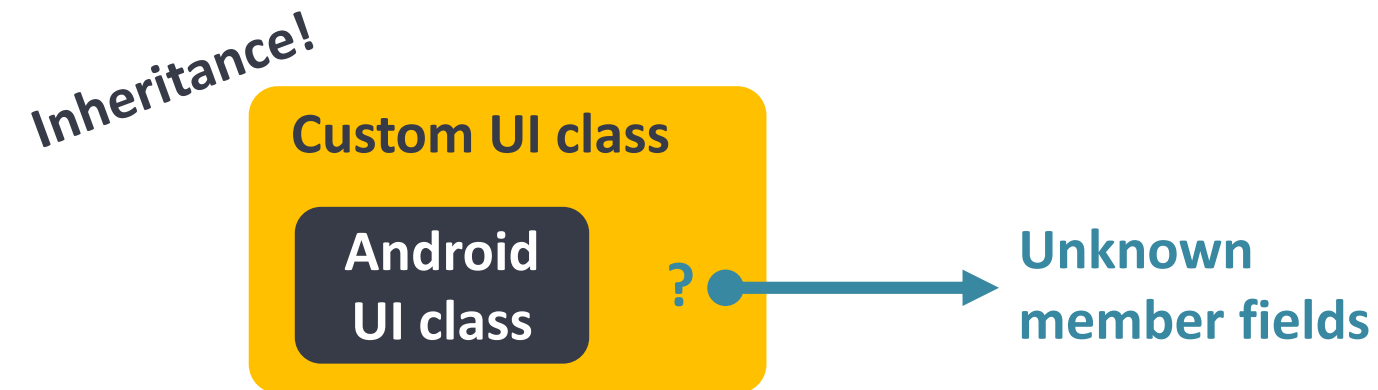 Inheritance!
Custom UI class
Android
UI class
?
Unknown
member fields